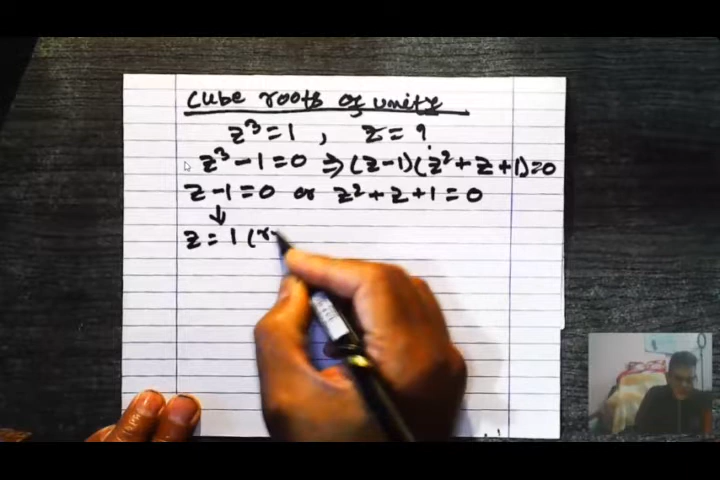 Cube roots of unity
z³ = 1 , z = ?
z³ - 1 = 0 ⇒ (z - 1)(z² + z + 1) = 0
z - 1 = 0 or z² + z + 1 = 0
↓
z = 1 (r